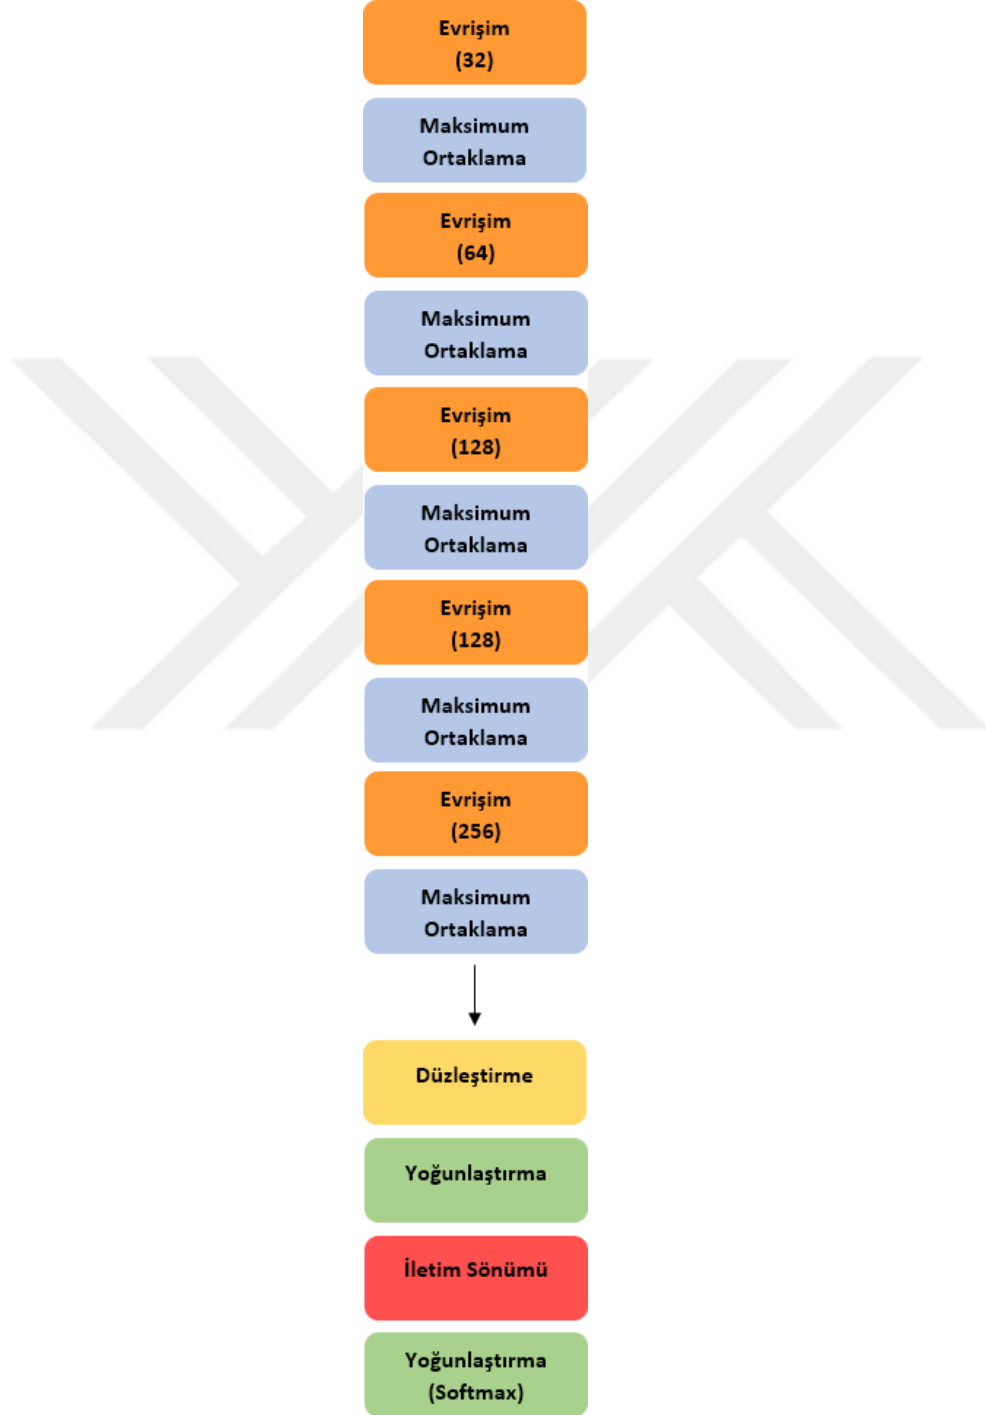 Evrişim
(32)
Maksimum
Ortaklama
Evrişim
(64)
Maksimum
Ortaklama
Evrişim
(128)
Maksimum
Ortaklama
Evrişim
(128)
Maksimum
Ortaklama
Evrişim
(256)
Maksimum
Ortaklama
Düzleştirme
Yoğunlaştırma
İletim Sönümü
Yoğunlaştırma
(Softmax)